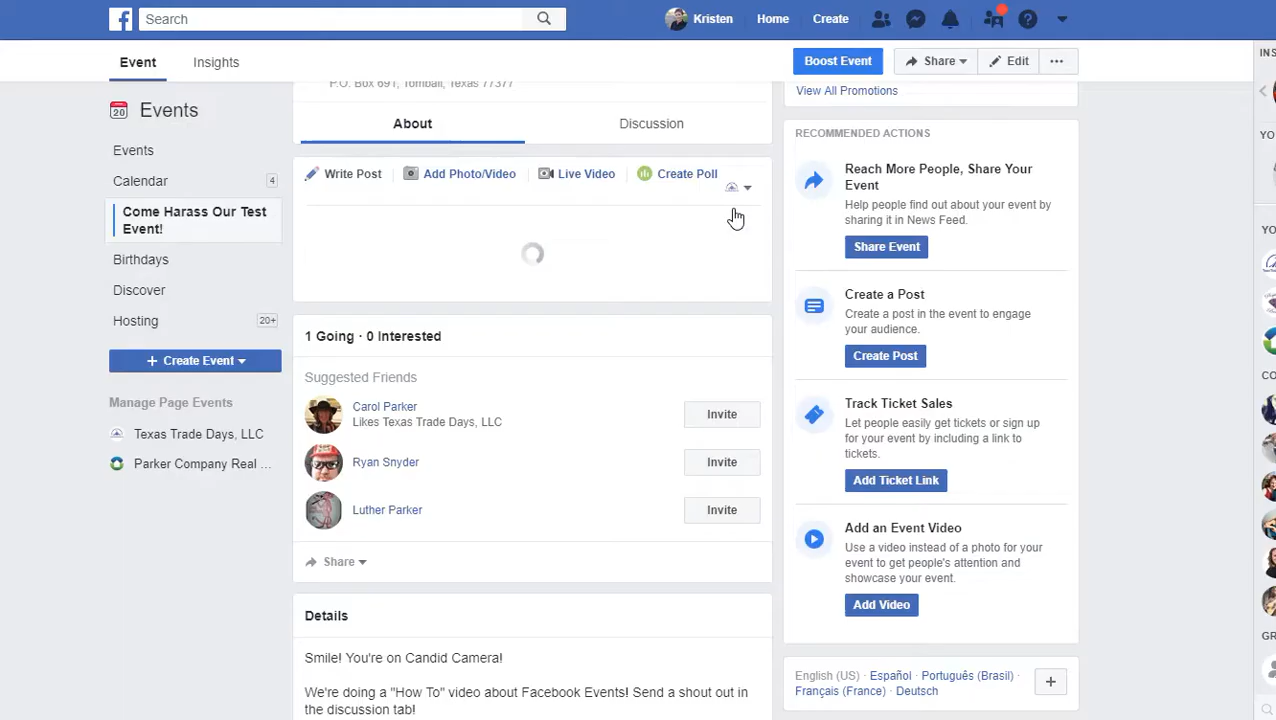 Search
Kristen
Home
Create
Event
Insights
Boost Event
Share
Edit
INS
P.O. Box 691, Tomball, Texas 77377
View All Promotions
20
Events
About
Discussion
Events
Calendar
4
Come Harass Our Test
Event!
Birthdays
Discover
Hosting
20+
+ Create Event
Manage Page Events
Texas Trade Days, LLC
Parker Company Real ...
Write Post
Add Photo/Video
Live Video
Create Poll
1 Going · 0 Interested
Suggested Friends
Carol Parker
Likes Texas Trade Days, LLC
Invite
Ryan Snyder
Invite
Luther Parker
Invite
Share
Details
Smile! You're on Candid Camera!
We're doing a "How To" video about Facebook Events! Send a shout out in
the discussion tab!
RECOMMENDED ACTIONS
Reach More People, Share Your
Event
Help people find out about your event by
sharing it in News Feed.
Share Event
Create a Post
Create a post in the event to engage
your audience.
Create Post
Track Ticket Sales
Let people easily get tickets or sign up
for your event by including a link to
tickets.
Add Ticket Link
Add an Event Video
Use a video instead of a photo for your
event to get people's attention and
showcase your event.
Add Video
English (US) · Español · Português (Brasil) ·
Français (France) · Deutsch
YO
YO
CO
GR